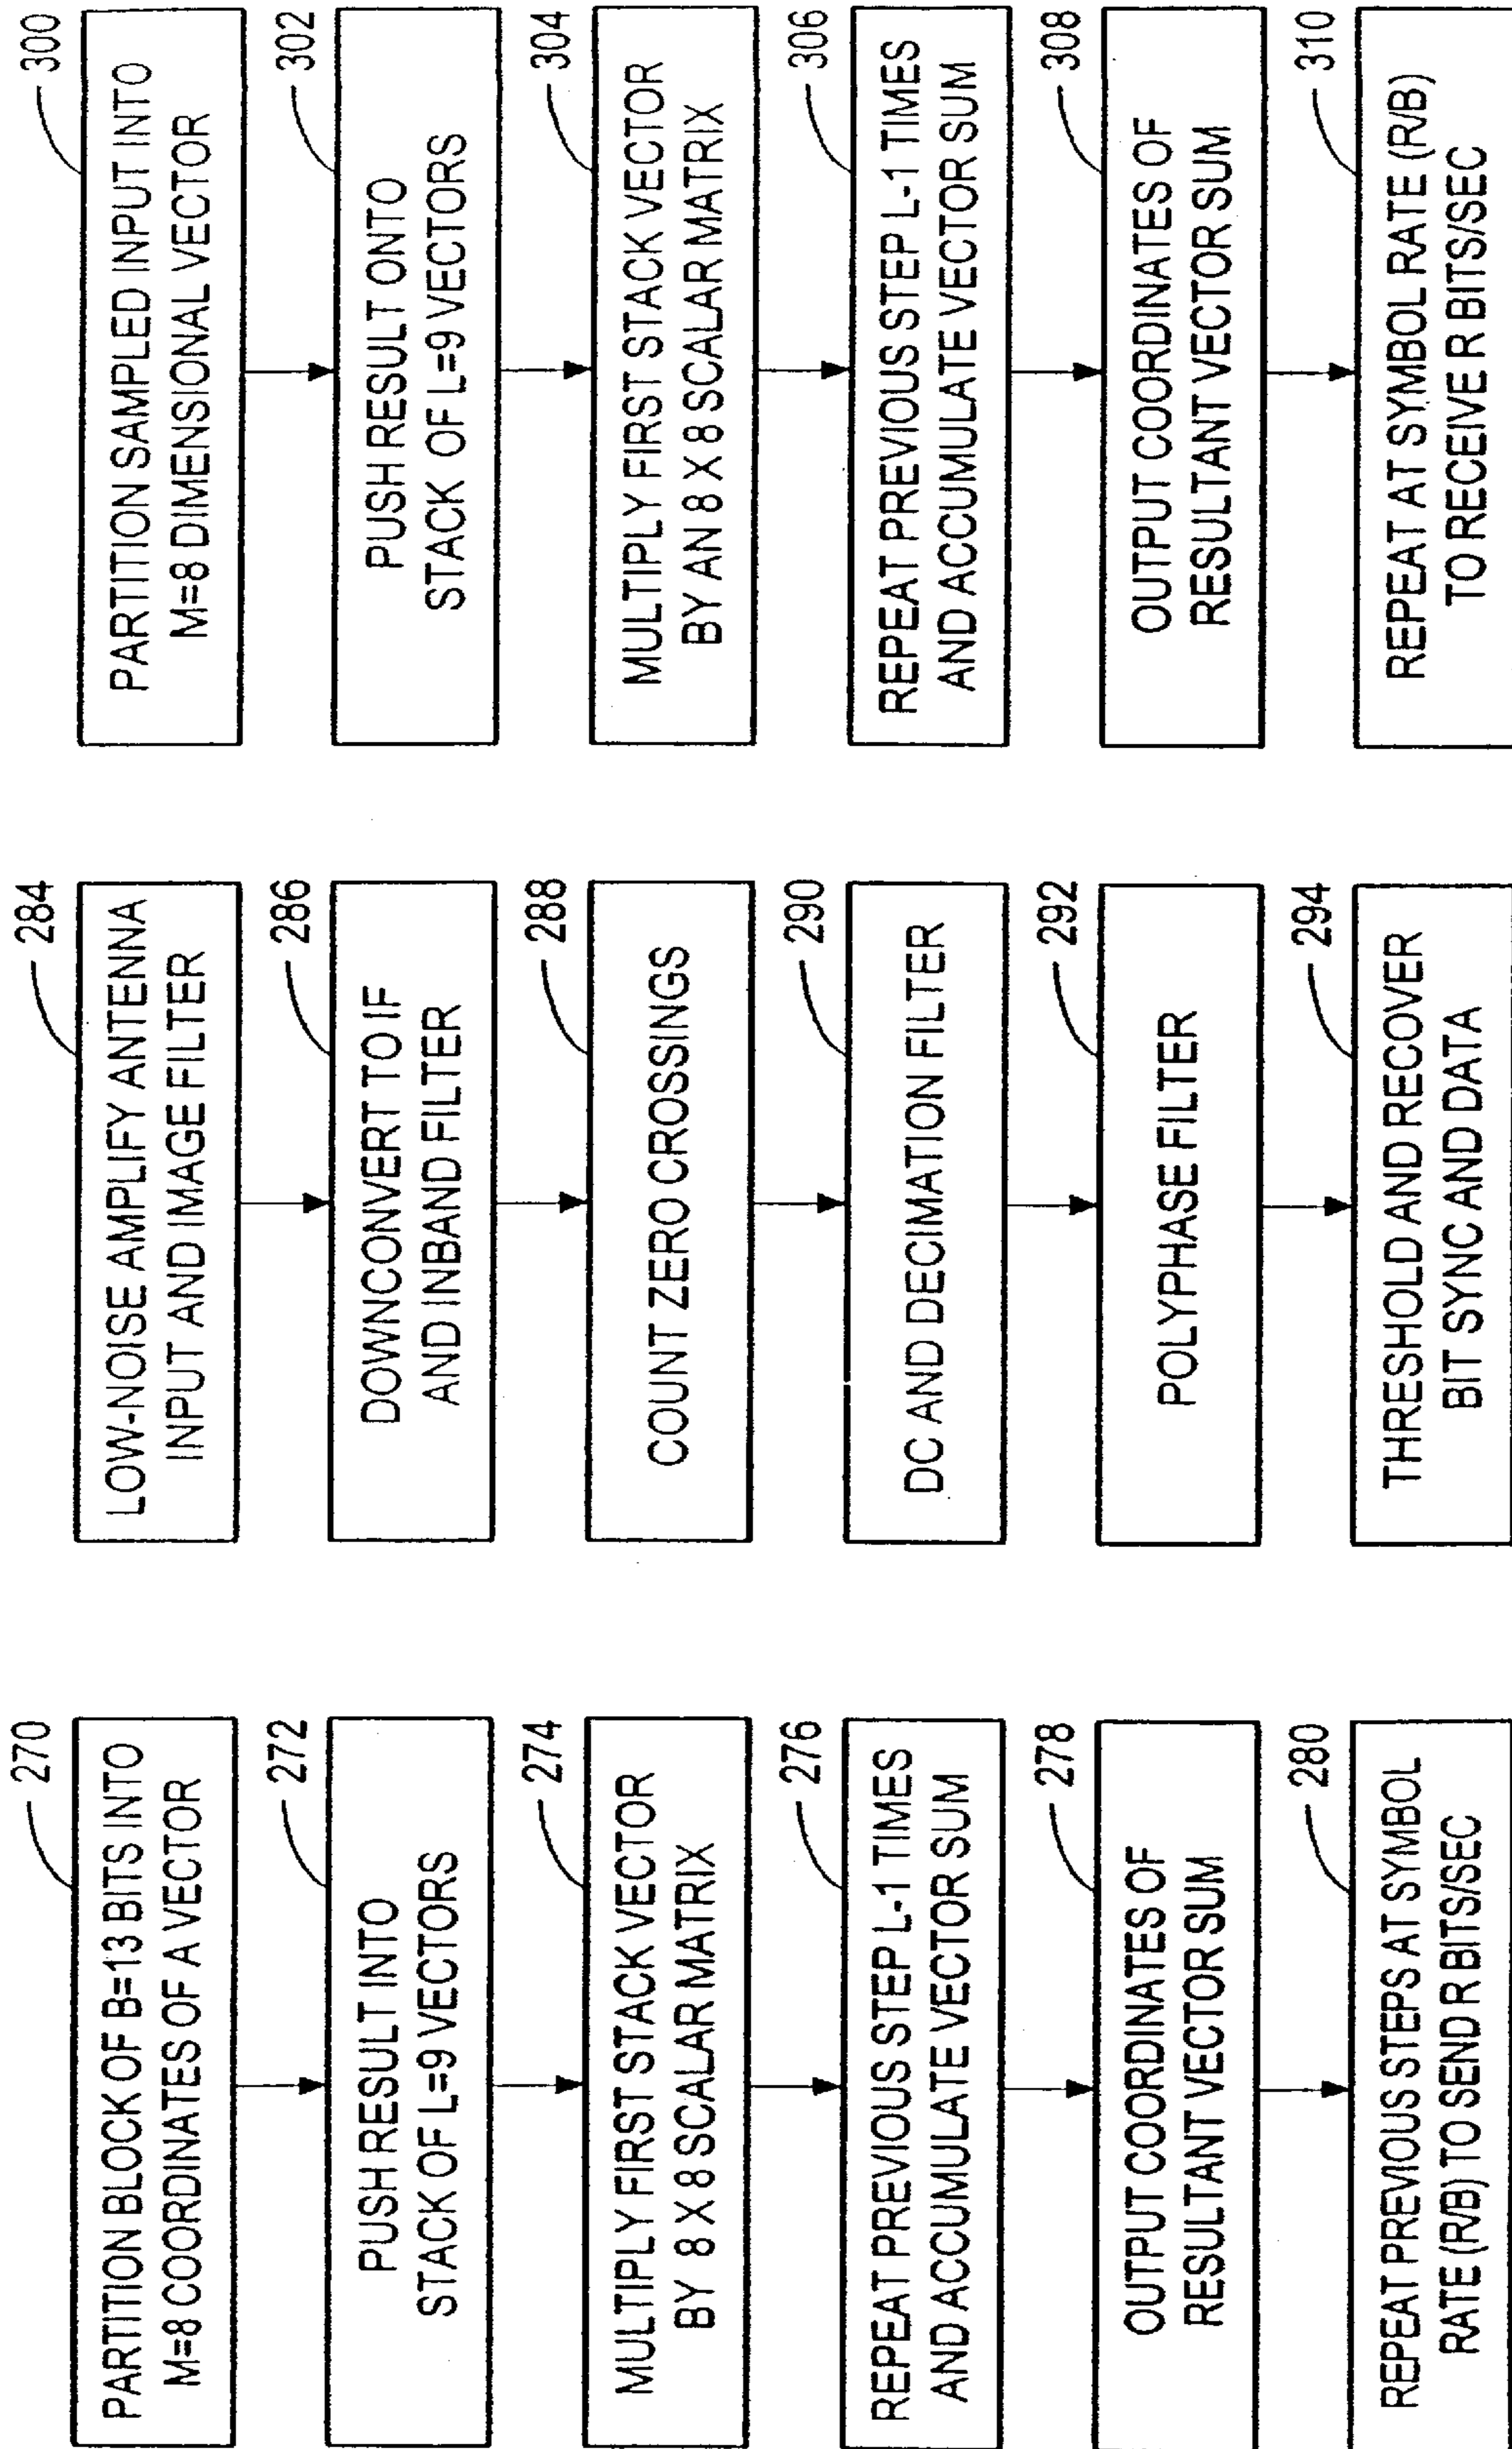 270
PARTITION BLOCK OF B=13 BITS INTO
M=8 COORDINATES OF A VECTOR
272
PUSH RESULT INTO
STACK OF L=9 VECTORS
274
MULTIPLY FIRST STACK VECTOR
BY 8 X 8 SCALAR MATRIX
276
REPEAT PREVIOUS STEP L-1 TIMES
AND ACCUMULATE VECTOR SUM
278
OUTPUT COORDINATES OF
RESULTANT VECTOR SUM
280
REPEAT PREVIOUS STEPS AT SYMBOL
RATE (R/B) TO SEND R BITS/SEC
284
LOW-NOISE AMPLIFY ANTENNA
INPUT AND IMAGE FILTER
286
DOWNCONVERT TO IF
AND INBAND FILTER
288
COUNT ZERO CROSSINGS
290
DC AND DECIMATION FILTER
292
POLYPHASE FILTER
294
THRESHOLD AND RECOVER
BIT SYNC AND DATA
300
PARTITION SAMPLED INPUT INTO
M=8 DIMENSIONAL VECTOR
302
PUSH RESULT ONTO
STACK OF L=9 VECTORS
304
MULTIPLY FIRST STACK VECTOR
BY AN 8 X 8 SCALAR MATRIX
306
REPEAT PREVIOUS STEP L-1 TIMES
AND ACCUMULATE VECTOR SUM
308
OUTPUT COORDINATES OF
RESULTANT VECTOR SUM
310
REPEAT AT SYMBOL RATE (R/B)
TO RECEIVE R BITS/SEC